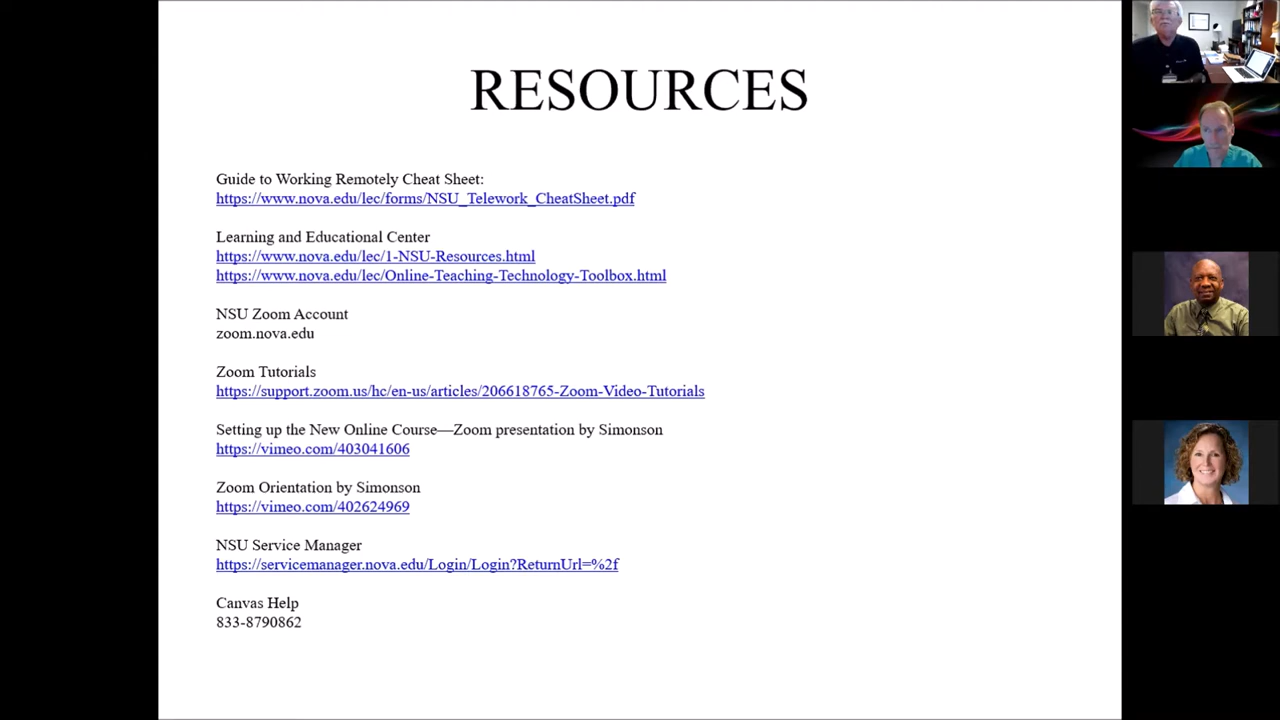 RESOURCES
Guide to Working Remotely Cheat Sheet:
https://www.nova.edu/lec/forms/NSU_Telework_CheatSheet.pdf
Learning and Educational Center
https://www.nova.edu/lec/1-NSU-Resources.html
https://www.nova.edu/lec/Online-Teaching-Technology-Toolbox.html
NSU Zoom Account
zoom.nova.edu
Zoom Tutorials
https://support.zoom.us/hc/en-us/articles/206618765-Zoom-Video-Tutorials
Setting up the New Online Course—Zoom presentation by Simonson
https://vimeo.com/403041606
Zoom Orientation by Simonson
https://vimeo.com/402624969
NSU Service Manager
https://servicemanager.nova.edu/Login/Login?ReturnUrl=%2f
Canvas Help
833-8790862